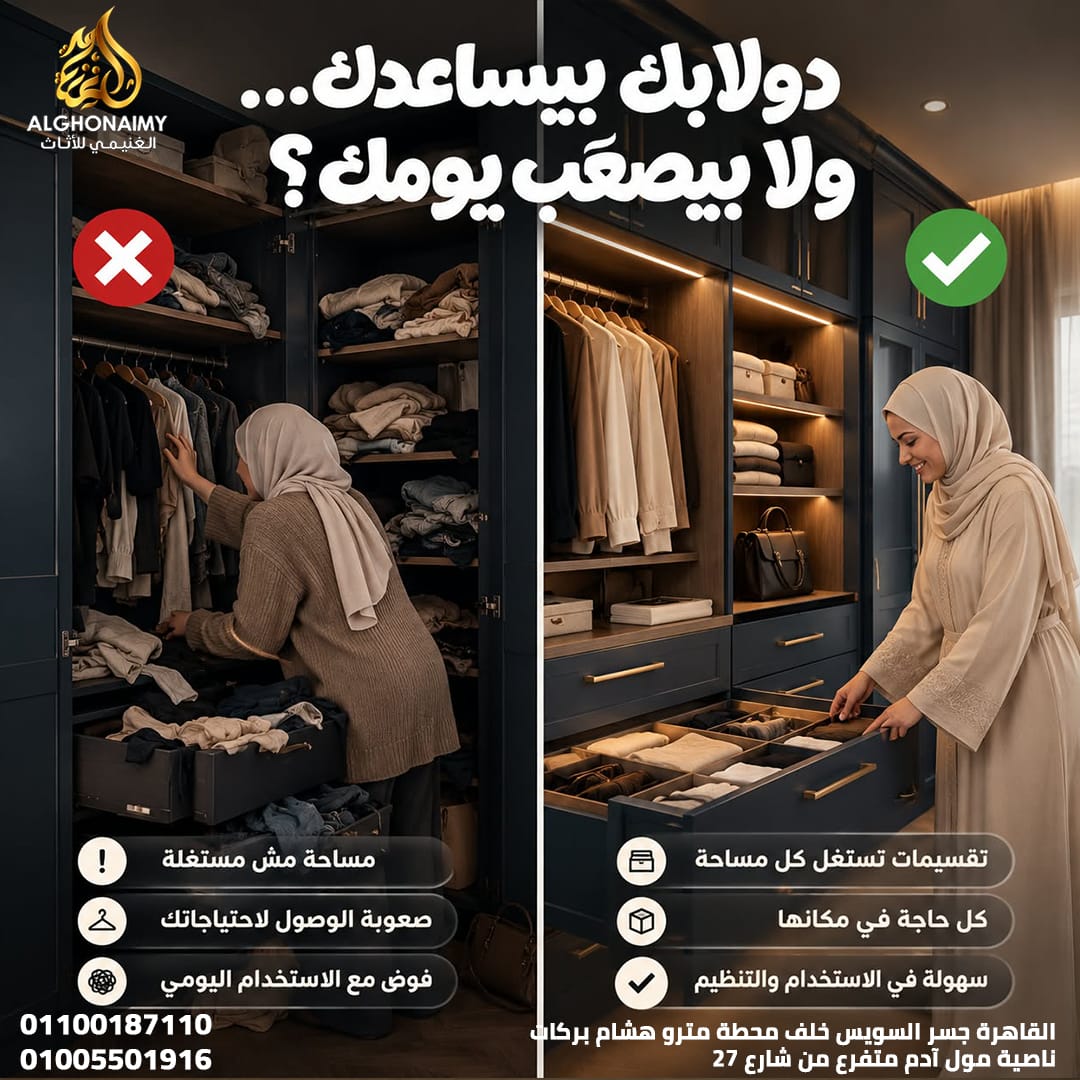 ALGHONAIMY
الغنيمي للأثاث
دولابك بيساعدك...
ولا بيصعَب يومك؟
تقسيمات تستغل كل مساحة
كل حاجة في مكانها
سهولة في الاستخدام والتنظيم
مساحة مش مستغلة
صعوبة الوصول لاحتياجاتك
فوض مع الاستخدام اليومي
القاهرة جسر السويس خلف محطة مترو هشام بركات
ناصية مول آدم متفرع من شارع 27
01100187110
01005501916